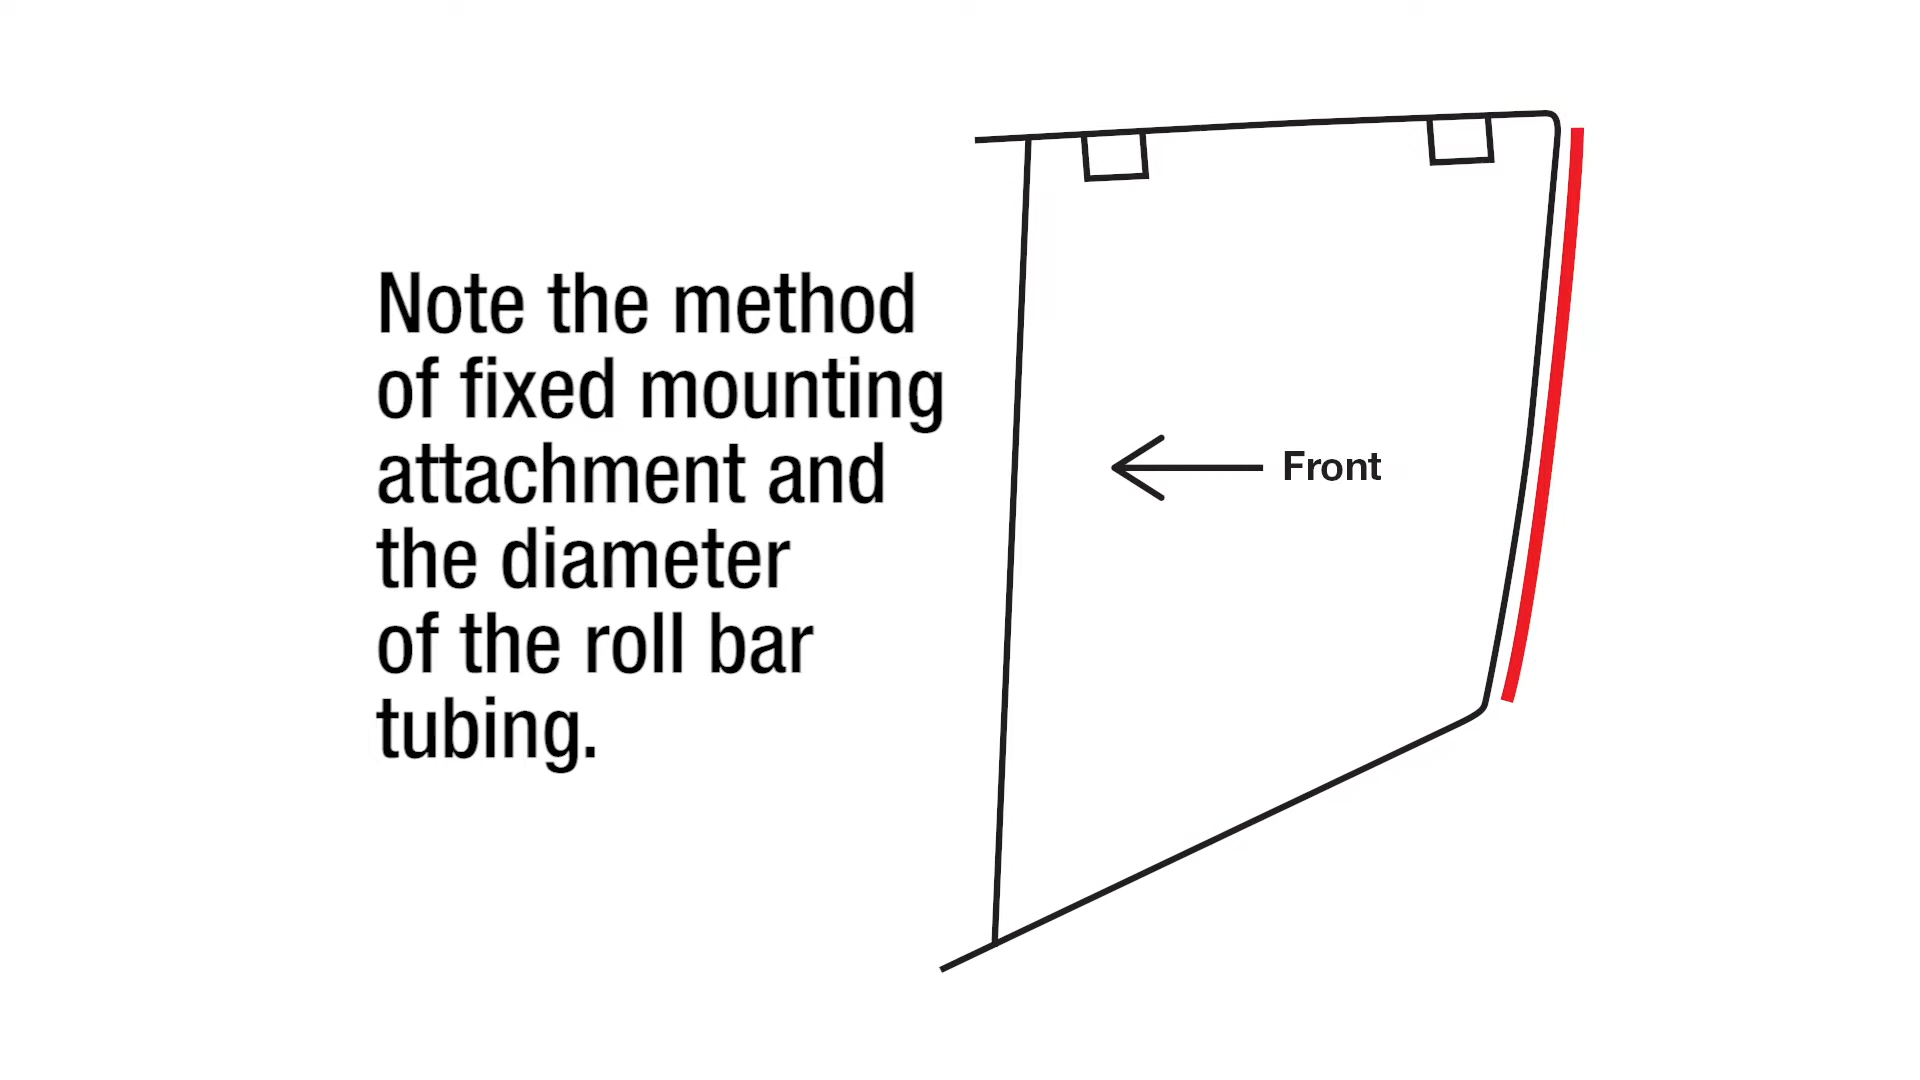 Note the method
of fixed mounting
attachment and
the diameter
of the roll bar
tubing.
Front